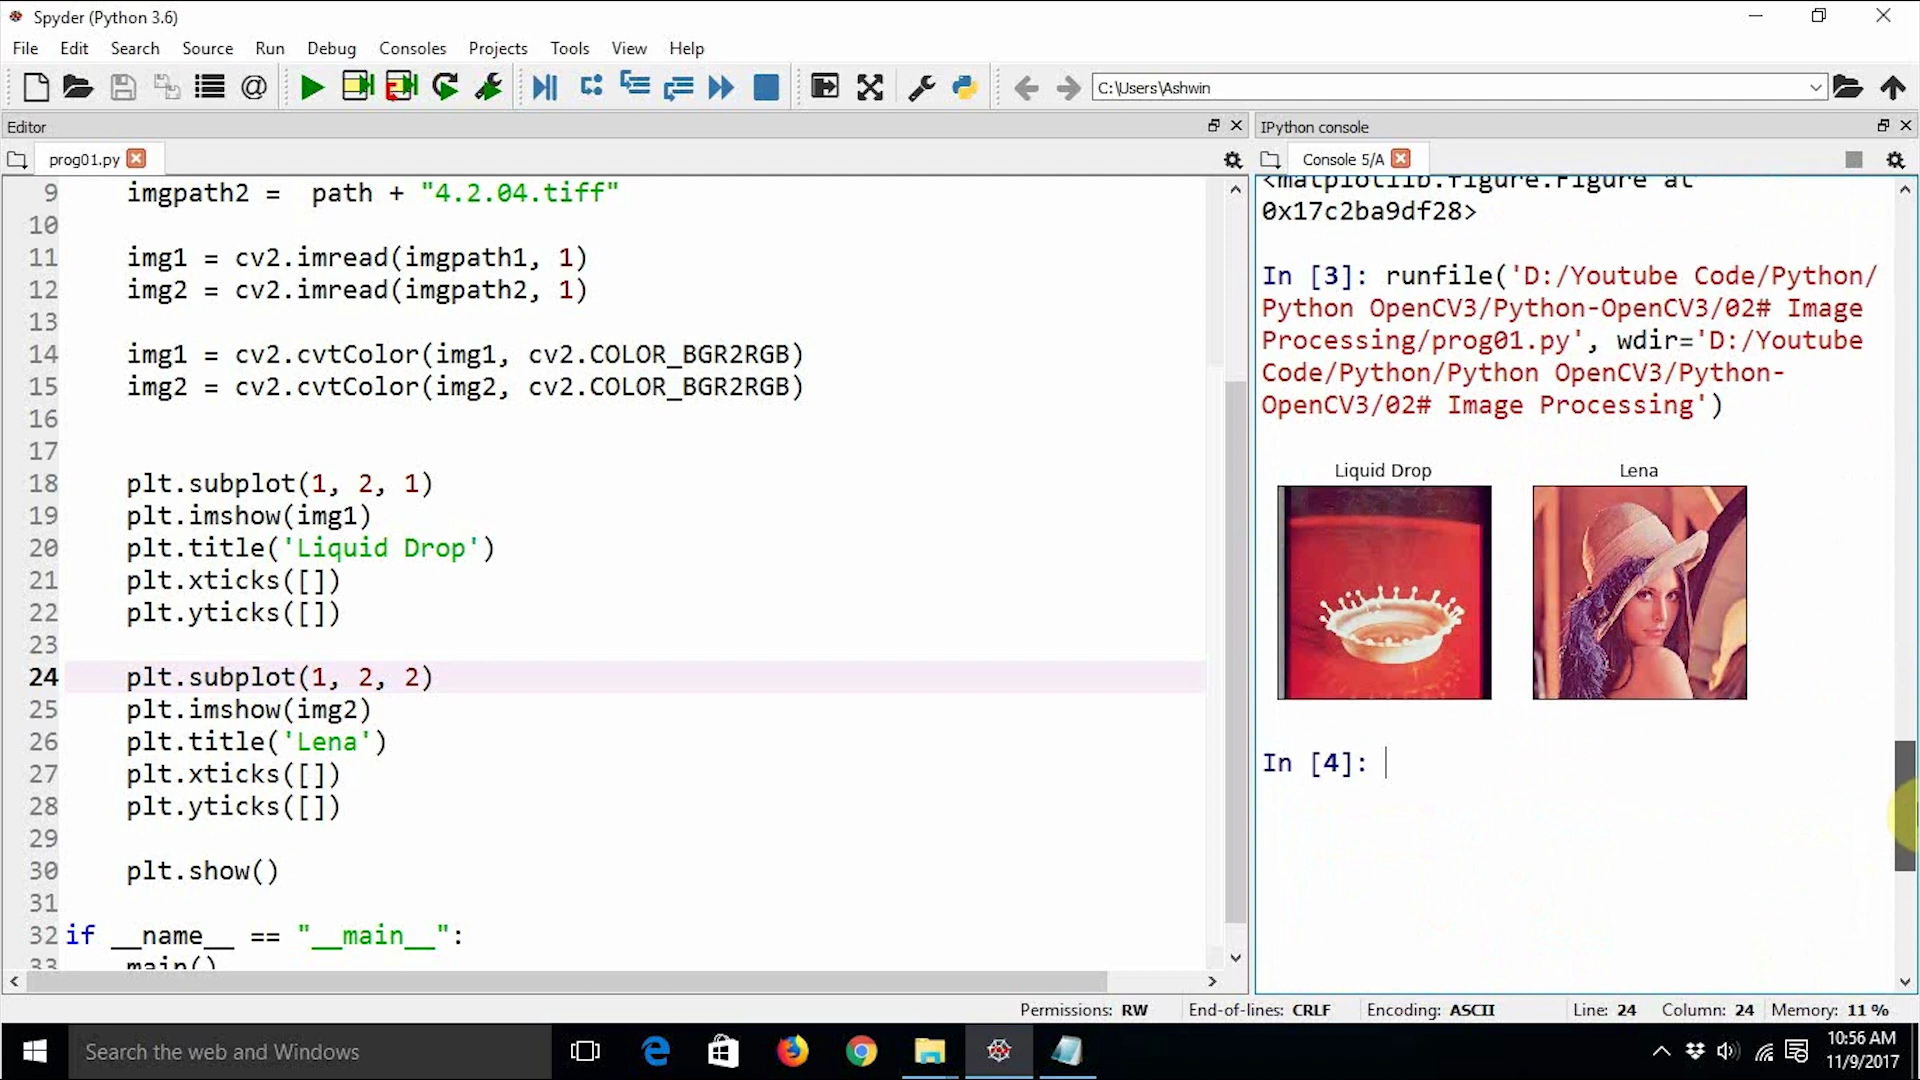 Spyder (Python 3.6)
File Edit Search Source Run Debug Consoles Projects Tools View Help
C:\Users\Ashwin
Editor
prog01.py
9 imgpath2 =  path + "4.2.04.tiff"
10
11 img1 = cv2.imread(imgpath1, 1)
12 img2 = cv2.imread(imgpath2, 1)
13
14 img1 = cv2.cvtColor(img1, cv2.COLOR_BGR2RGB)
15 img2 = cv2.cvtColor(img2, cv2.COLOR_BGR2RGB)
16
17
18 plt.subplot(1, 2, 1)
19 plt.imshow(img1)
20 plt.title('Liquid Drop')
21 plt.xticks([])
22 plt.yticks([])
23
24 plt.subplot(1, 2, 2)
25 plt.imshow(img2)
26 plt.title('Lena')
27 plt.xticks([])
28 plt.yticks([])
29
30 plt.show()
31
32 if __name__ == "__main__":
33 main()
IPython console
Console 5/A
<matplotlib.figure.Figure at
0x17c2ba9df28>
In [3]: runfile('D:/Youtube Code/Python/
Python OpenCV3/Python-OpenCV3/02# Image
Processing/prog01.py', wdir='D:/Youtube
Code/Python/Python OpenCV3/Python-
OpenCV3/02# Image Processing')
Liquid Drop Lena
In [4]:
Permissions: RW End-of-lines: CRLF Encoding: ASCII Line: 24 Column: 24 Memory: 11 %
Search the web and Windows
10:56 AM
11/9/2017